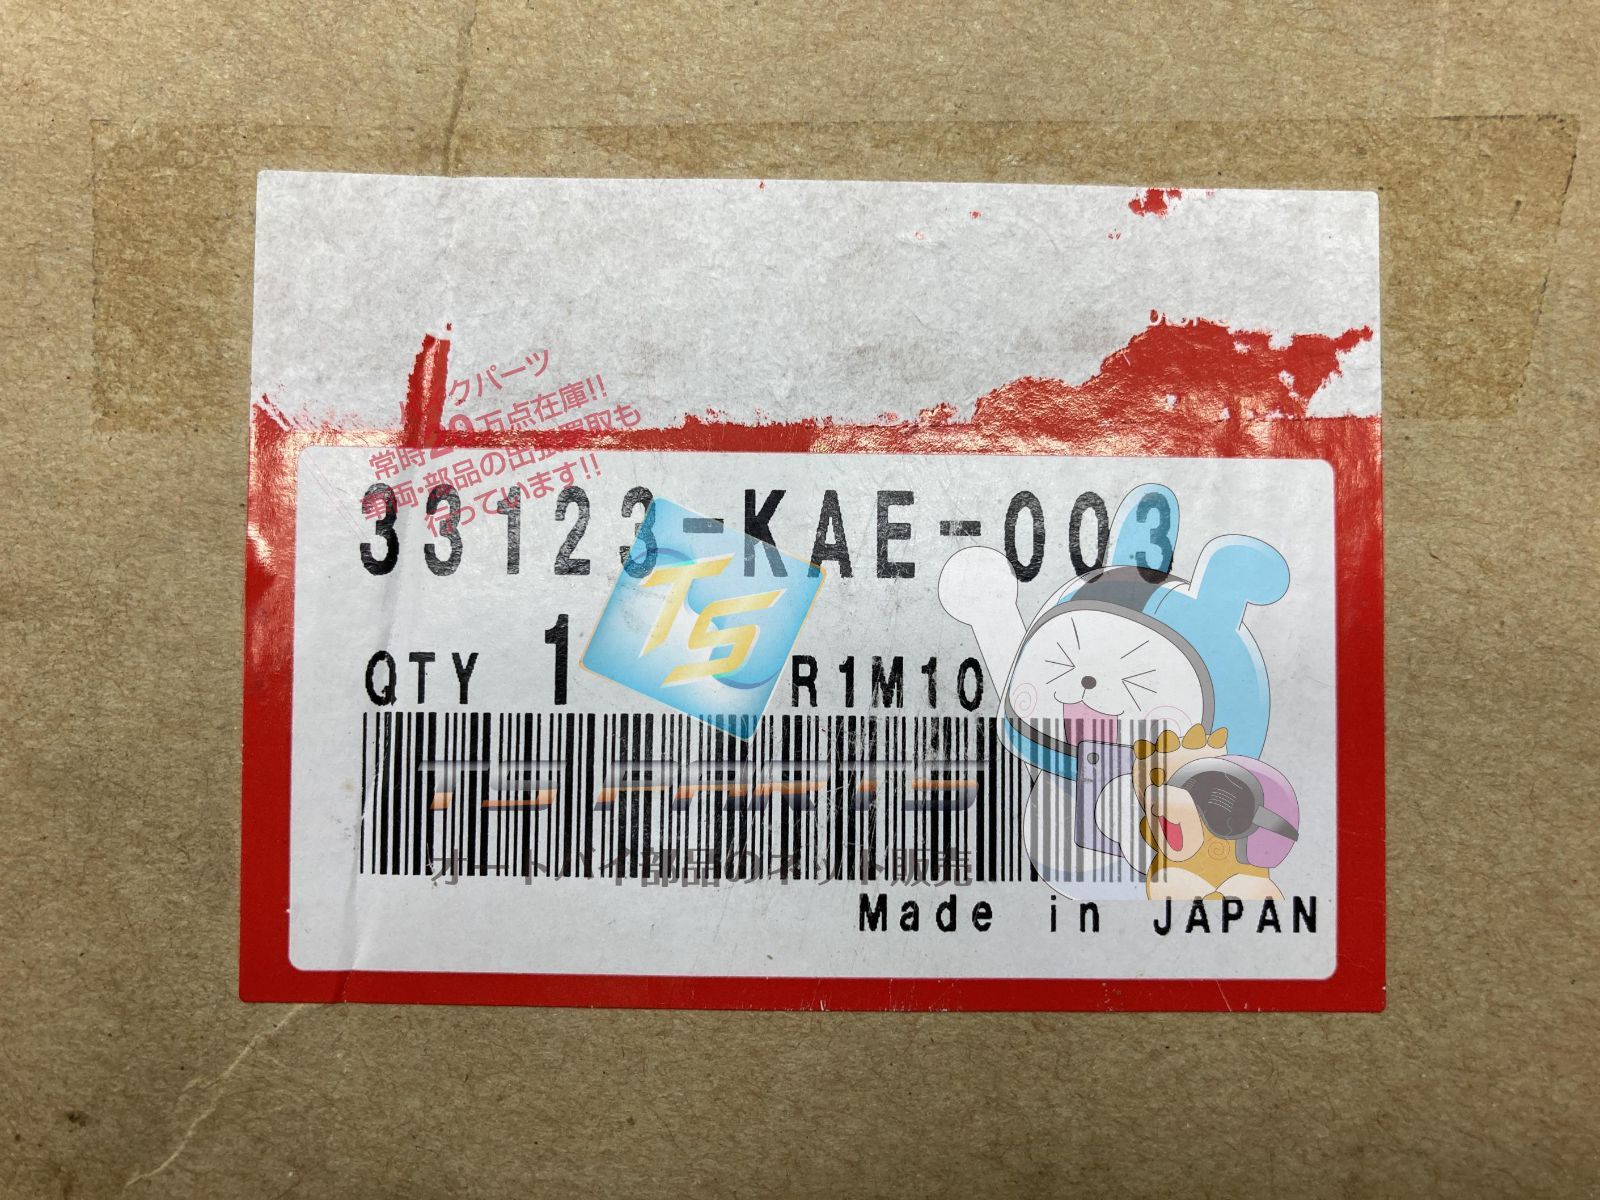 バイクパーツ
常時20万点在庫!!
車両・部品の出張買取も
行っています!!
33123-KAE-003
TS
QTY 1 R1M10
TS PARTS
オートバイ部品のネット販売
Made in JAPAN